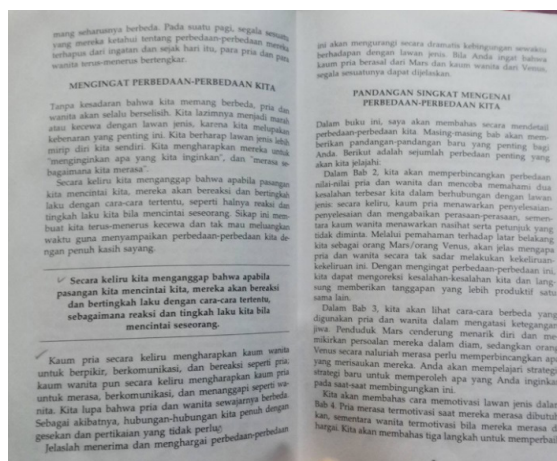 mang seharusnya berbeda. Pada suatu pagi, segala sesuatu
yang mereka ketahui tentang perbedaan-perbedaan mereka
terhapus dari ingatan dan sejak hari itu, para pria dan para
wanita terus-menerus bertengkar.
MENGINGAT PERBEDAAN-PERBEDAAN KITA
Tanpa kesadaran bahwa kita memang berbeda, pria dan
wanita akan selalu berselisih. Kita lazimnya menjadi marah
atau kecewa dengan lawan jenis, karena kita melupakan
kebenaran yang penting ini. Kita berharap lawan jenis lebih
mirip diri kita sendiri. Kita mengharapkan mereka untuk
"menginginkan apa yang kita inginkan", dan "merasa se-
bagaimana kita merasa".
Secara keliru kita menganggap bahwa apabila pasangan
kita mencintai kita, mereka akan bereaksi dan bertingkah
laku dengan cara-cara tertentu, seperti halnya reaksi dan
tingkah laku kita bila mencintai seseorang. Sikap ini mem-
buat kita terus-menerus kecewa dan tak mau meluangkan
waktu guna menyampaikan perbedaan-perbedaan kita de-
ngan penuh kasih sayang.
✓ Secara keliru kita menganggap bahwa apabila
pasangan kita mencintai kita, mereka akan bereaksi
dan bertingkah laku dengan cara-cara tertentu,
sebagaimana reaksi dan tingkah laku kita bila
mencintai seseorang.
Kaum pria secara keliru mengharapkan kaum wanita
untuk berpikir, berkomunikasi, dan bereaksi seperti pria;
kaum wanita pun secara keliru mengharapkan kaum pria
untuk merasa, berkomunikasi, dan menanggapi seperti wa-
nita. Kita lupa bahwa pria dan wanita sewajarnya berbeda.
Sebagai akibatnya, hubungan-hubungan kita penuh dengan
gesekan dan pertikaian yang tidak perlu.
Jelaslah menerima dan menghargai perbedaan-perbedaan
ini akan mengurangi secara dramatis kebingungan sewaktu
berhadapan dengan lawan jenis. Bila Anda ingat bahwa
kaum pria berasal dari Mars dan kaum wanita dari Venus,
segala sesuatunya dapat dijelaskan.
PANDANGAN SINGKAT MENGENAI
PERBEDAAN-PERBEDAAN KITA
Dalam buku ini, saya akan membahas secara mendetail
perbedaan-perbedaan kita. Masing-masing bab akan mem-
berikan pandangan-pandangan baru yang penting bagi
Anda. Berikut adalah sejumlah perbedaan penting yang
akan kita jelajahi.
Dalam Bab 2, kita akan memperbincangkan perbedaan
nilai-nilai pria dan wanita dan mencoba memahami dua
kesalahan terbesar kita dalam berhubungan dengan lawan
jenis: secara keliru, kaum pria menawarkan penyelesaian-
penyelesaian dan mengabaikan perasaan-perasaan, semen-
tara kaum wanita menawarkan nasihat serta petunjuk yang
tidak diminta. Melalui pemahaman terhadap latar belakang
kita sebagai orang Mars/orang Venus, akan jelas mengapa
pria dan wanita secara tak sadar melakukan kekeliruan-
kekeliruan ini. Dengan mengingat perbedaan-perbedaan ini,
kita dapat mengoreksi kesalahan-kesalahan kita dan lang-
sung memberikan tanggapan yang lebih produktif satu
sama lain.
Dalam Bab 3, kita akan lihat cara-cara berbeda yang
digunakan pria dan wanita dalam mengatasi ketegangan
jiwa. Penduduk Mars cenderung menarik diri dan me-
mikirkan persoalan mereka dalam diam, sedangkan orang
Venus secara naluriah merasa perlu memperbincangkan ap
yang merisaukan mereka. Anda akan mempelajari strategi
strategi baru untuk memperoleh apa yang Anda inginka
pada saat-saat membingungkan ini.
Kita akan membahas cara memotivasi lawan jenis dala
Bab 4. Pria merasa termotivasi saat mereka merasa dibutuh
kan, sementara wanita termotivasi bila mereka merasa d
hargai. Kita akan membahas tiga langkah untuk memperbai